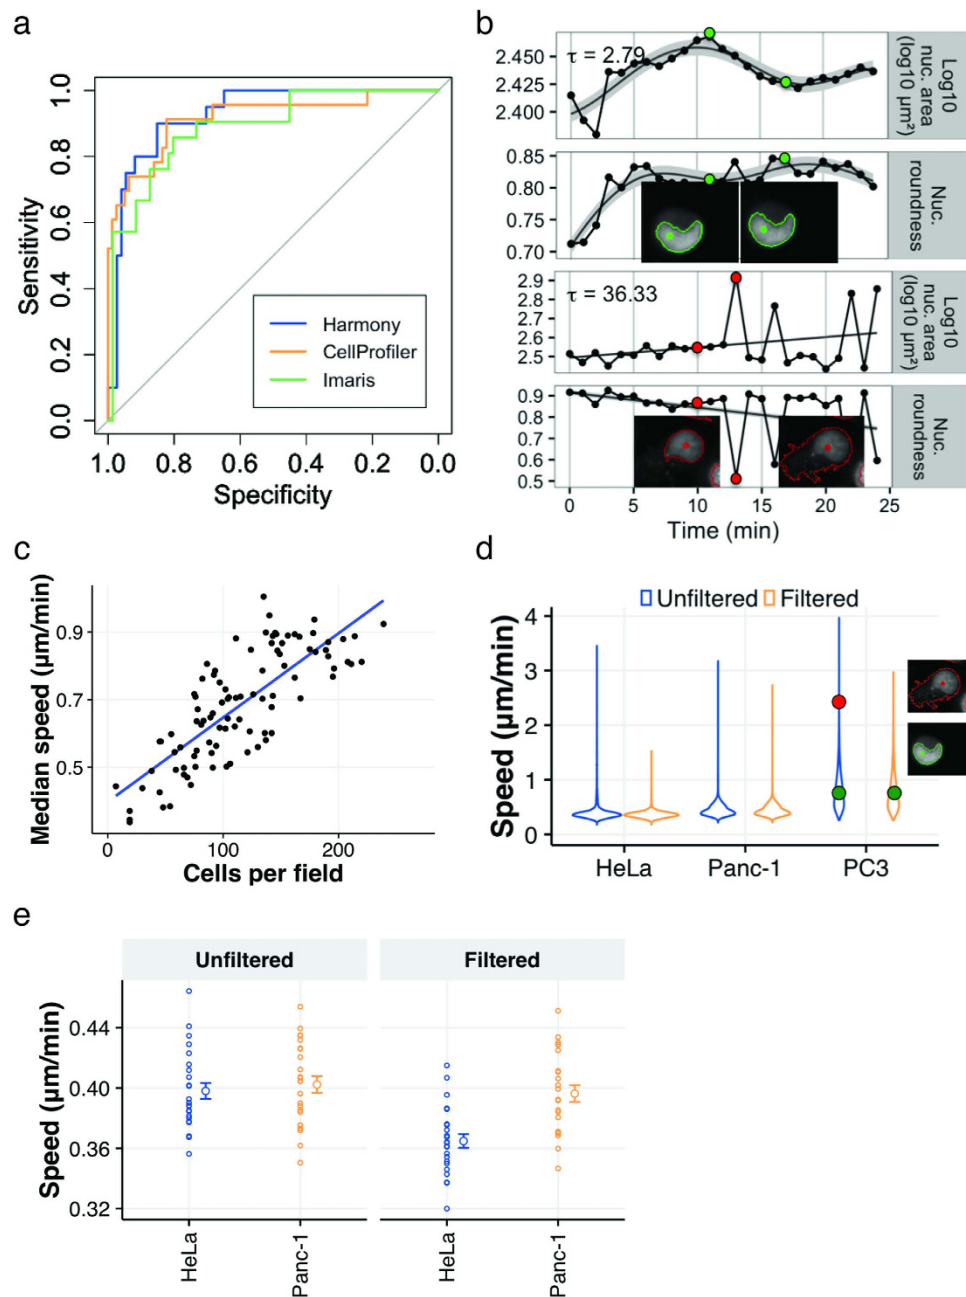 a
1.0
0.8
0.6
0.4
0.2
0.0
Sensitivity
Harmony
CellProfiler
Imaris
1.0 0.8 0.6 0.4 0.2 0.0
Specificity
b
τ = 2.79
2.450
2.425
2.400
Log10
nuc. area
(log10 µm²)
0.85
0.80
0.75
0.70
Nuc.
roundness
τ = 36.33
2.9
2.8
2.7
2.6
2.5
Log10
nuc. area
(log10 µm²)
0.9
0.8
0.7
0.6
0.5
Nuc.
roundness
0 5 10 15 20 25
Time (min)
c
Median speed (µm/min)
0.9
0.7
0.5
0 100 200
Cells per field
d
Unfiltered Filtered
Speed (µm/min)
4
3
2
1
0
HeLa Panc-1 PC3
e
Unfiltered Filtered
Speed (µm/min)
0.44
0.40
0.36
0.32
HeLa Panc-1 HeLa Panc-1